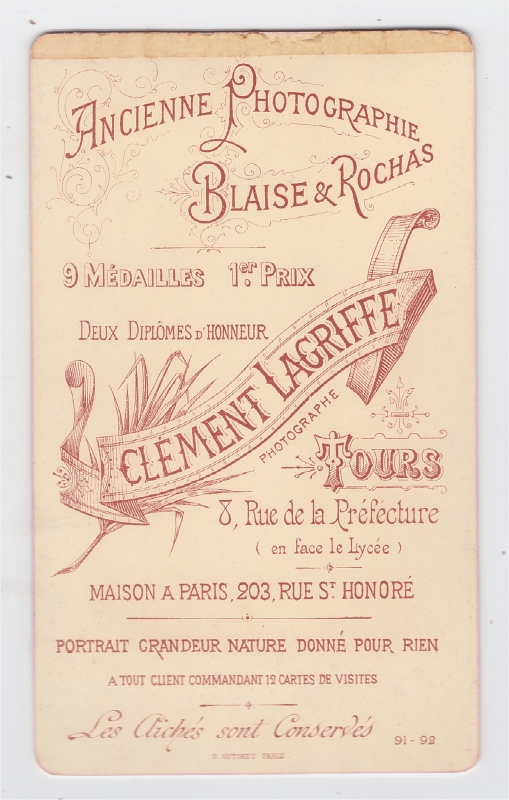 ANCIENNE PHOTOGRAPHIE
BLAISE & ROCHAS
9 MÉDAILLES 1er. PRIX
DEUX DIPLÔMES D'HONNEUR
CLÉMENT LAGRIFFE
PHOTOGRAPHE
TOURS
8, Rue de la Préfécture
( en face le Lycée )
MAISON A PARIS, 203, RUE ST HONORÉ
PORTRAIT GRANDEUR NATURE DONNÉ POUR RIEN
A TOUT CLIENT COMMANDANT 12 CARTES DE VISITES
Les Clichés sont Conservés
91-92
PARIS